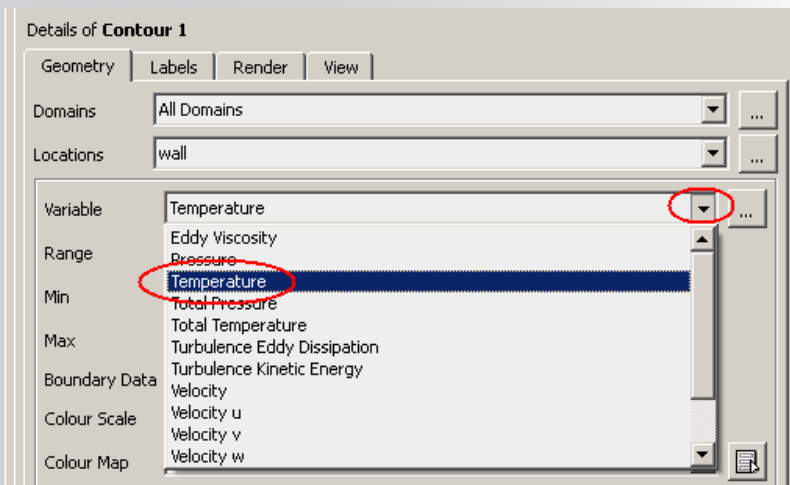 Details of Contour 1
Geometry Labels Render View
Domains All Domains ...
Locations wall ...
Variable Temperature ...
Eddy Viscosity
Range Pressure
Temperature
Min Total Pressure
Total Temperature
Max Turbulence Eddy Dissipation
Turbulence Kinetic Energy
Boundary Data Velocity
Colour Scale Velocity u
Velocity v
Colour Map Velocity w